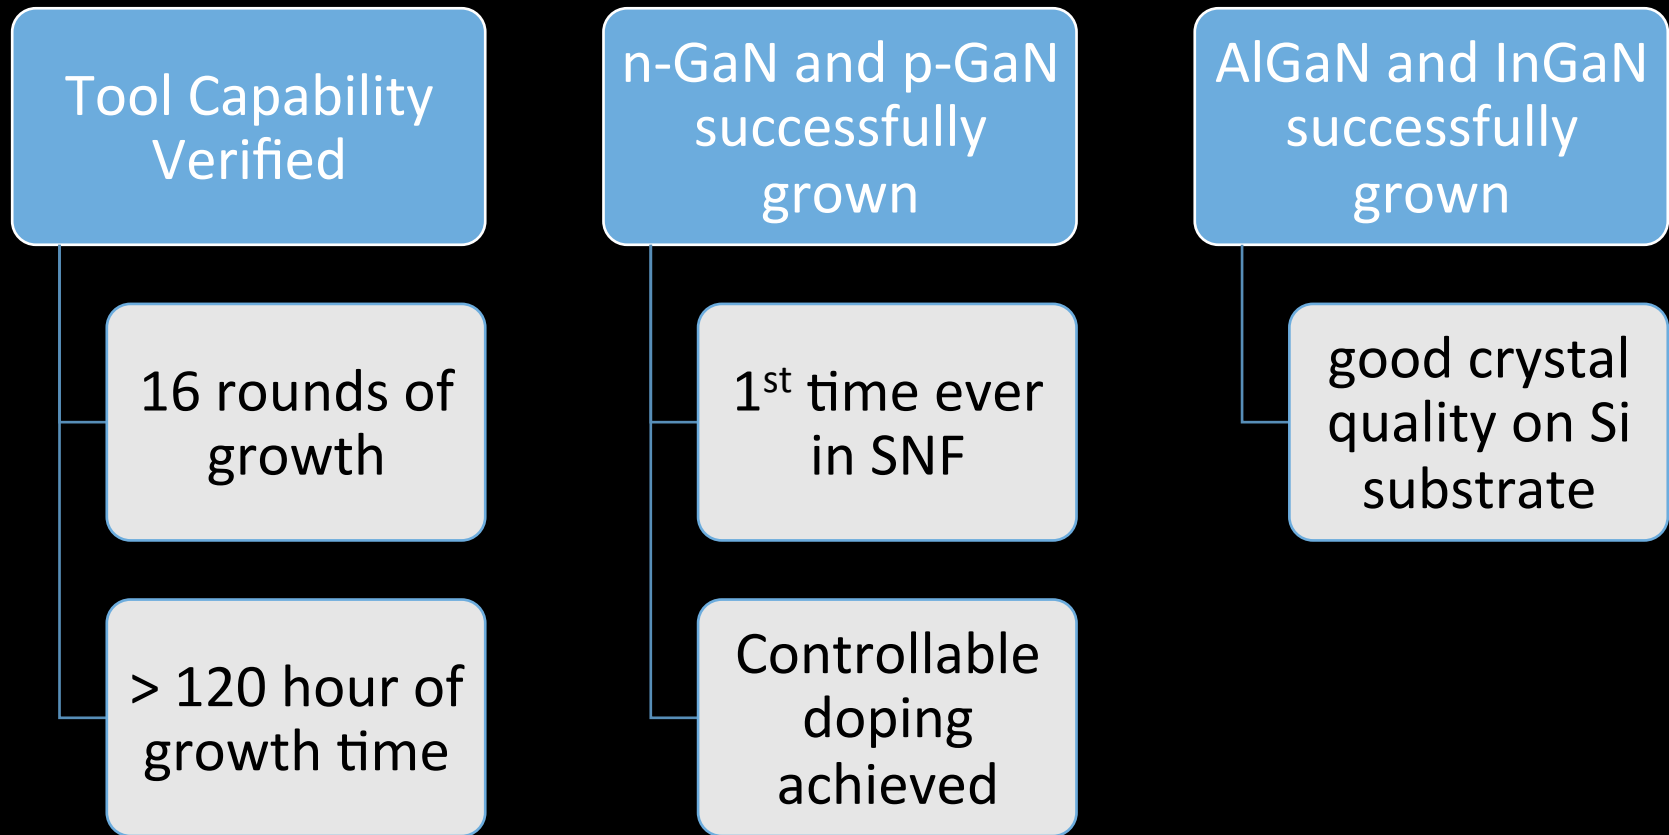 Tool Capability
Verified
16 rounds of
growth
> 120 hour of
growth time
n-GaN and p-GaN
successfully
grown
1st time ever
in SNF
Controllable
doping
achieved
AlGaN and InGaN
successfully
grown
good crystal
quality on Si
substrate